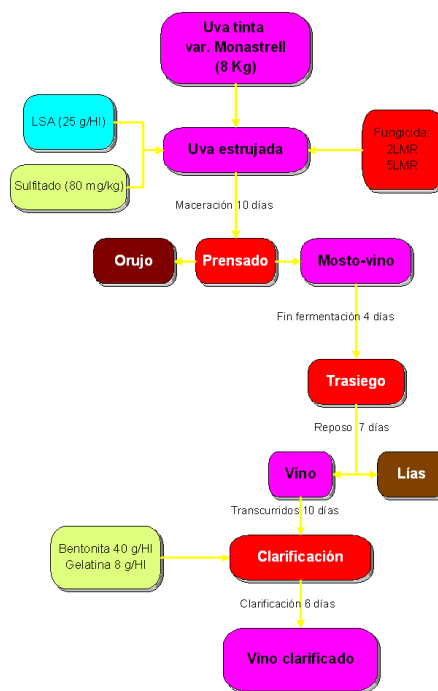 Uva tinta
var. Monastrell
(8 Kg)
LSA (25 g/Hl)
Sulfitado (80 mg/kg)
Uva estrujada
Fungicida
2LMR
5LMR
Maceración 10 días
Orujo
Prensado
Mosto-vino
Fin fermentación 4 días
Trasiego
Reposo 7 días
Vino
Lías
Transcurridos 10 días
Bentonita 40 g/Hl
Gelatina 8 g/Hl
Clarificación
Clarificación 6 días
Vino clarificado